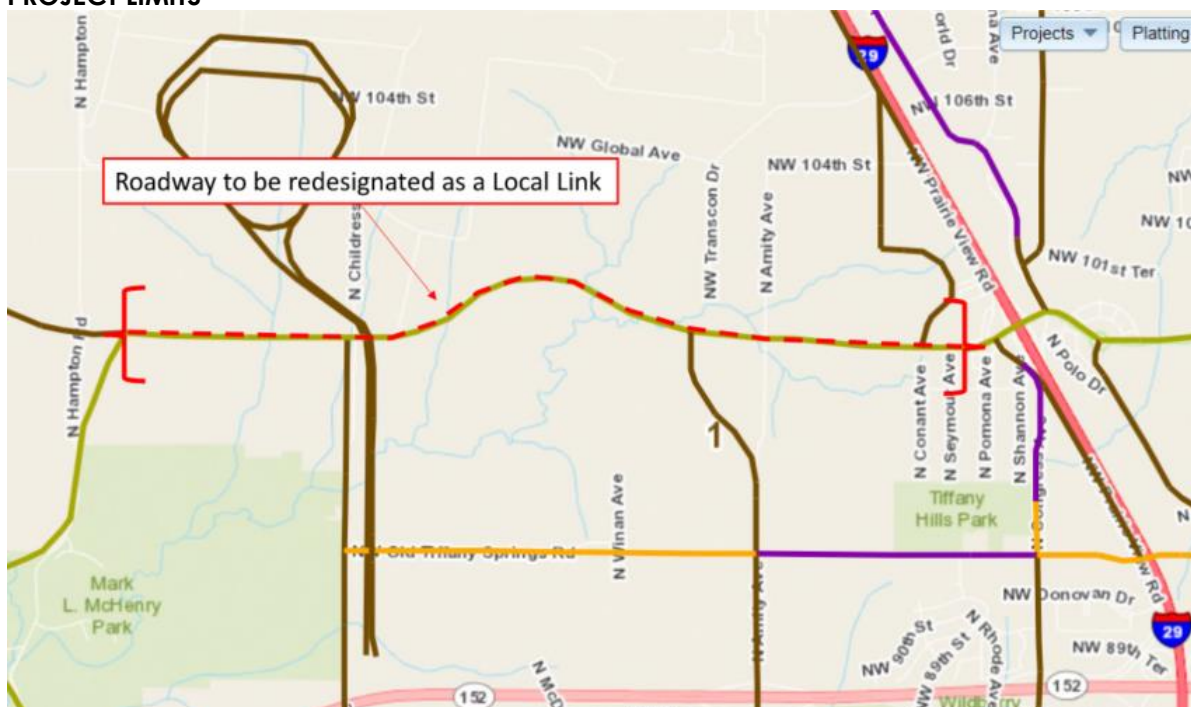 PROJECT LIMITS
Projects
Platting
N Hampton
29
NW 106th St
NW 104th St
NW Global Ave
NW 104th St
Roadway to be redesignated as a Local Link
N Childress
NW Transcon Dr
N Amity Ave
NW Prairie View Rd
NW 101st Ter
N Hampton Rd
N Polo Dr
N Conant Ave
N Seymour Ave
N Pomona Ave
N Shannon Ave
N Congress Ave
1
Tiffany
Hills Park
NW Old Tiffany Springs Rd
N Winan Ave
Mark
L. McHenry
Park
NW Donovan Dr
N Amity Ave
NW 90th St
NW 89th St
N Rhode Ave
29
NW 89th Ter
152
152
Wildberry